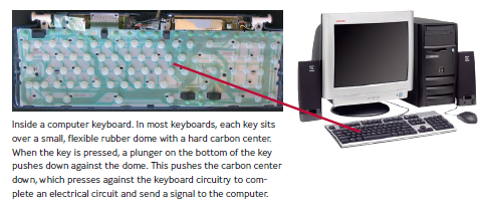 Inside a computer keyboard. In most keyboards, each key sits
over a small, flexible rubber dome with a hard carbon center.
When the key is pressed, a plunger on the bottom of the key
pushes down against the dome. This pushes the carbon center
down, which presses against the keyboard circuitry to com-
plete an electrical circuit and send a signal to the computer.